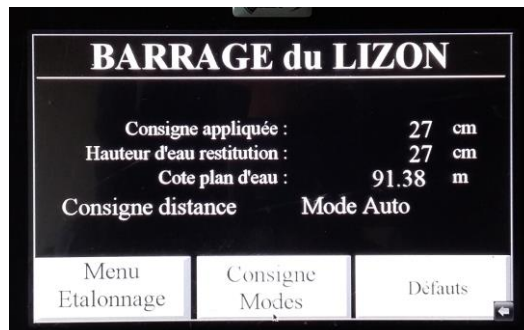 BARRAGE du LIZON
Consigne appliquée : 27 cm
Hauteur d'eau restitution : 27 cm
Cote plan d'eau : 91.38 m
Consigne distance Mode Auto
Menu Etalonnage
Consigne Modes
Défauts